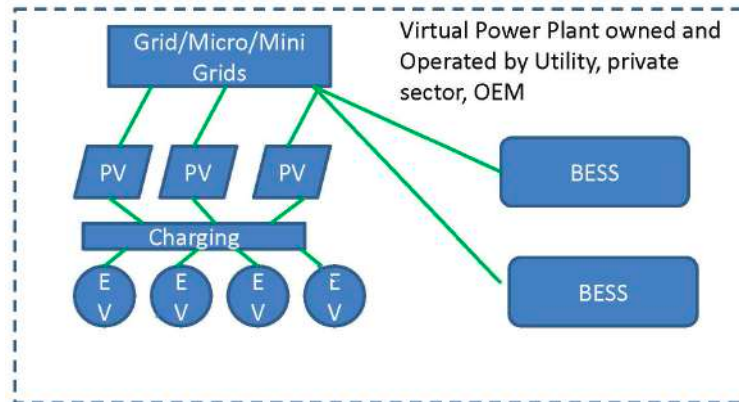 Grid/Micro/Mini
Grids
Virtual Power Plant owned and
Operated by Utility, private
sector, OEM
PV
PV
PV
BESS
Charging
E
V
E
V
E
V
E
V
BESS